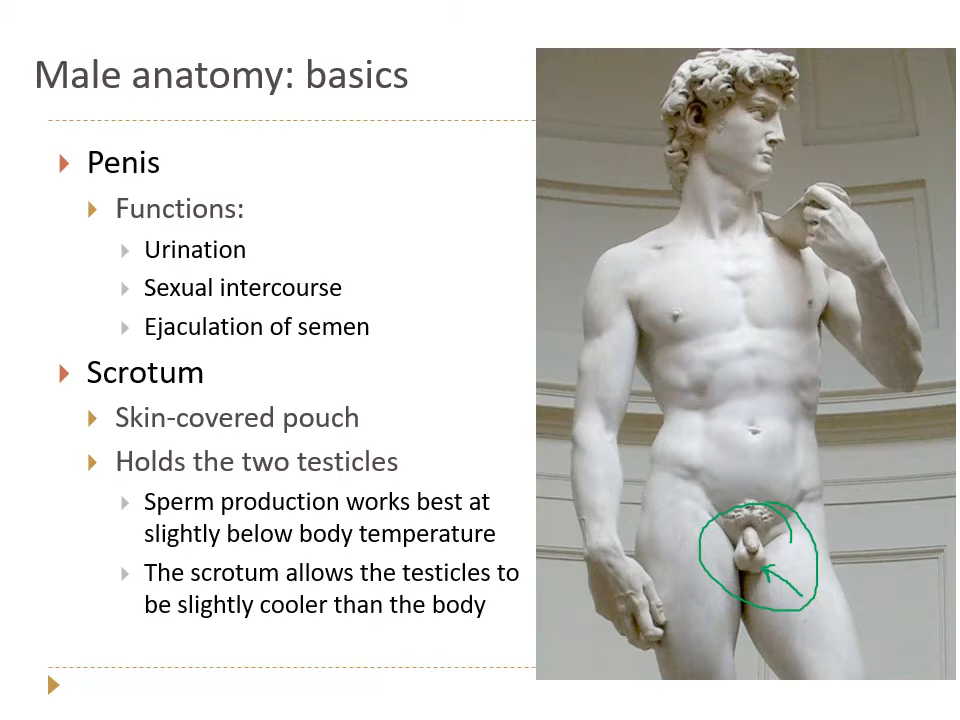 Male anatomy: basics
Penis
Functions:
Urination
Sexual intercourse
Ejaculation of semen
Scrotum
Skin-covered pouch
Holds the two testicles
Sperm production works best at
slightly below body temperature
The scrotum allows the testicles to
be slightly cooler than the body